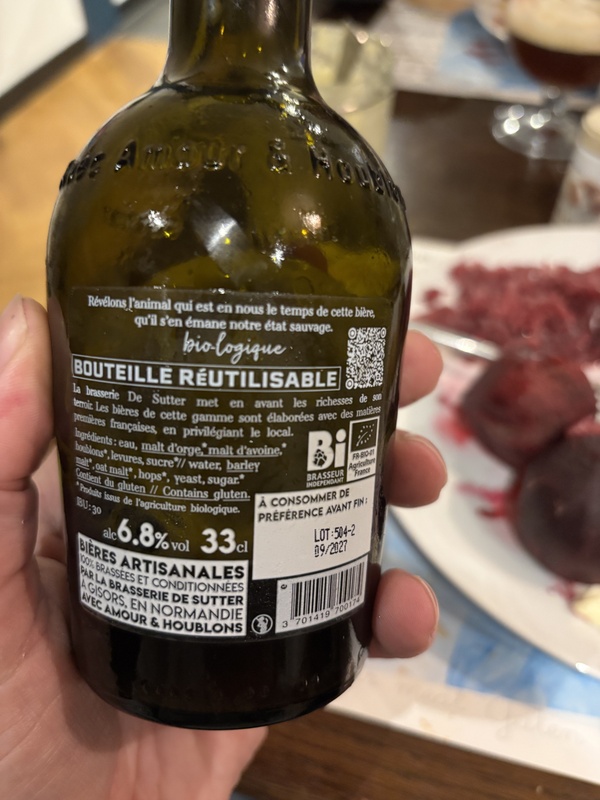 Amour & Houblon
Révélons l'animal qui est en nous le temps de cette bière,
qu'il s'en émane notre état sauvage.
bio·logique
BOUTEILLE RÉUTILISABLE
La brasserie De Sutter met en avant les richesses de son
terroir. Les bières de cette gamme sont élaborées avec des matières
premières françaises, en privilégiant le local.
Ingrédients : eau, malt d'orge,* malt d'avoine,*
houblons*, levures, sucre*// water, barley
malt*, oat malt*, hops*, yeast, sugar.*
Contient du gluten // Contains gluten.
* Produits issus de l'agriculture biologique.
IBU : 30
alc 6.8% vol 33cl
Bi
BRASSEUR
INDÉPENDANT
FR-BIO-01
Agriculture
France
À CONSOMMER DE
PRÉFÉRENCE AVANT FIN :
LOT:504-2
09/2027
BIÈRES ARTISANALES
100% BRASSÉES ET CONDITIONNÉES
PAR LA BRASSERIE DE SUTTER
À GISORS, EN NORMANDIE
AVEC AMOUR & HOUBLONS
e
3 701419 700174